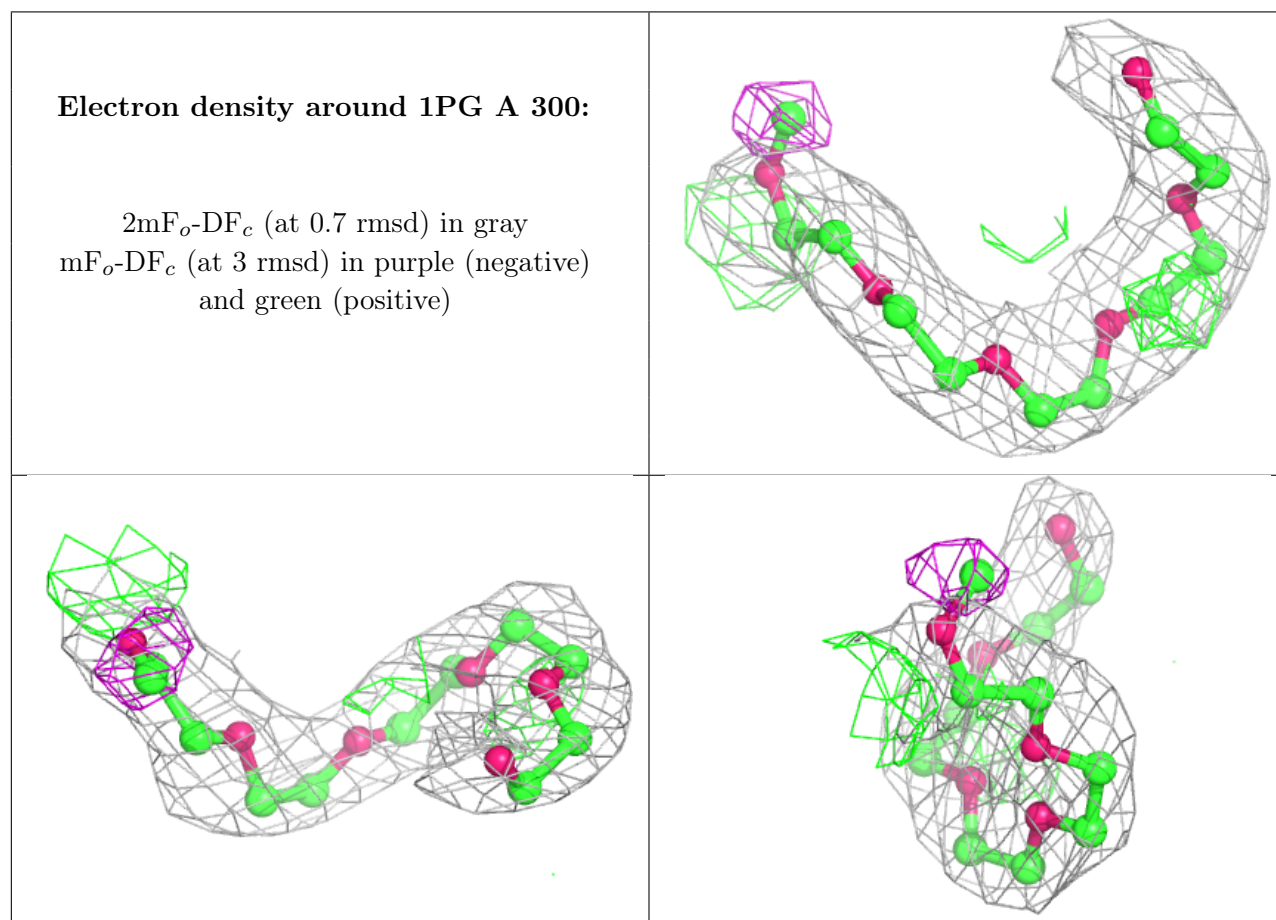 Electron density around 1PG A 300:
2mFo-DFc (at 0.7 rmsd) in gray
mFo-DFc (at 3 rmsd) in purple (negative)
and green (positive)